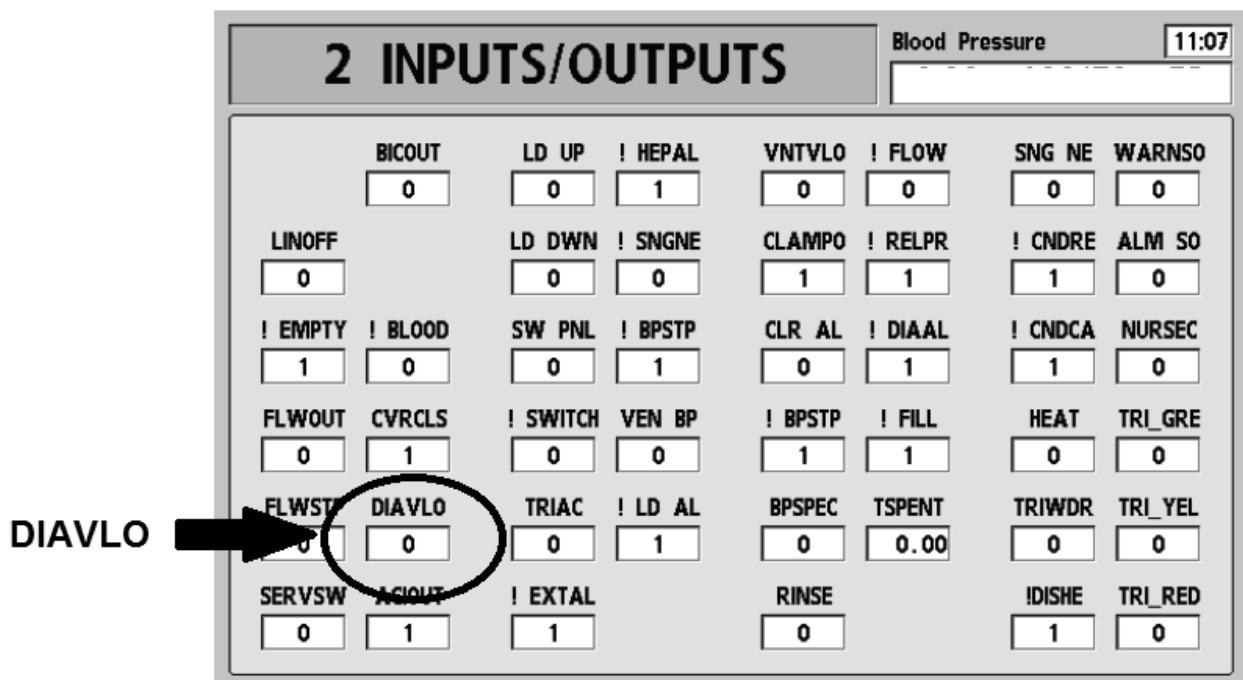 2 INPUTS/OUTPUTS
Blood Pressure 11:07
BICOUT LD UP ! HEPAL VNTVLO ! FLOW SNG NE WARNSO
0 0 1 0 0 0 0
LINOFF LD DWN ! SNGNE CLAMPO ! RELPR ! CNDRE ALM SO
0 0 0 1 1 1 0
! EMPTY ! BLOOD SW PNL ! BPSTP CLR AL ! DIAAL ! CNDCA NURSEC
1 0 0 1 0 1 1 0
FLWOUT CVRCLS ! SWITCH VEN BP ! BPSTP ! FILL HEAT TRI_GRE
0 1 0 0 1 1 0 0
DIAVLO TRIAC ! LD AL BPSPEC TSPENT TRIWDR TRI_YEL
DIAVLO 0 0 0 1 0 0.00 0 0
SERVSW ! EXTAL RINSE !DISHE TRI_RED
0 1 1 0 1 0